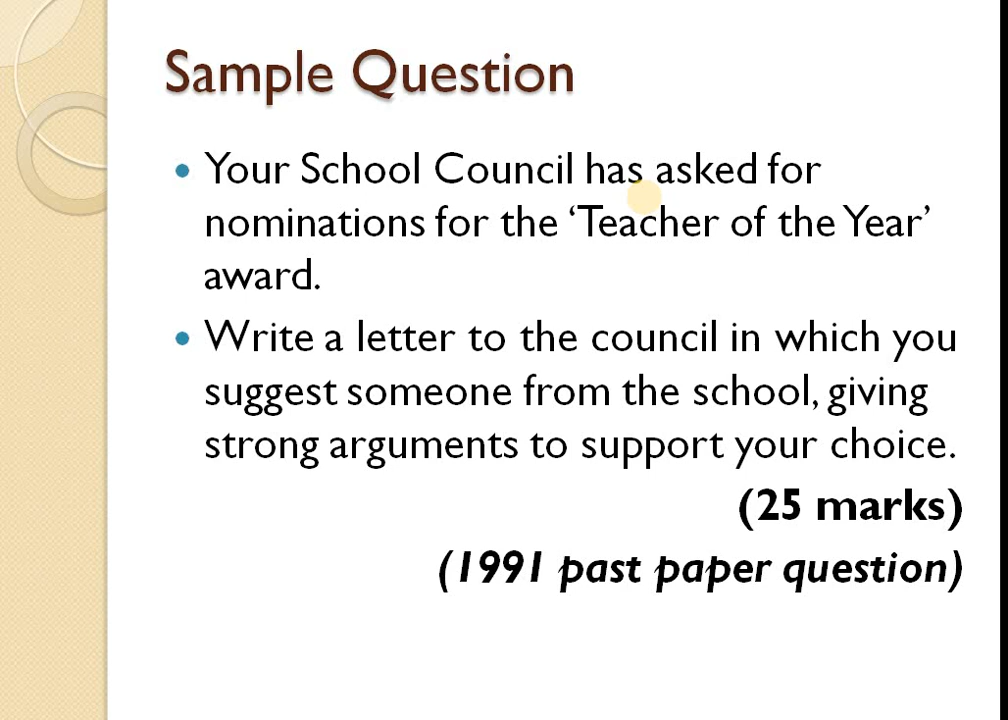 Sample Question
• Your School Council has asked for
nominations for the ‘Teacher of the Year’
award.
• Write a letter to the council in which you
suggest someone from the school, giving
strong arguments to support your choice.
(25 marks)
(1991 past paper question)